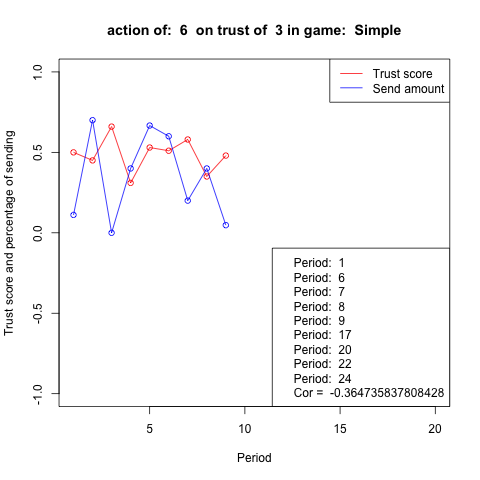 action of:  6  on trust of  3 in game:  Simple
Trust score
Send amount
Trust score and percentage of sending
1.0
0.5
0.0
-0.5
-1.0
Period:  1
Period:  6
Period:  7
Period:  8
Period:  9
Period:  17
Period:  20
Period:  22
Period:  24
Cor =  -0.364735837808428
5 10 15 20
Period